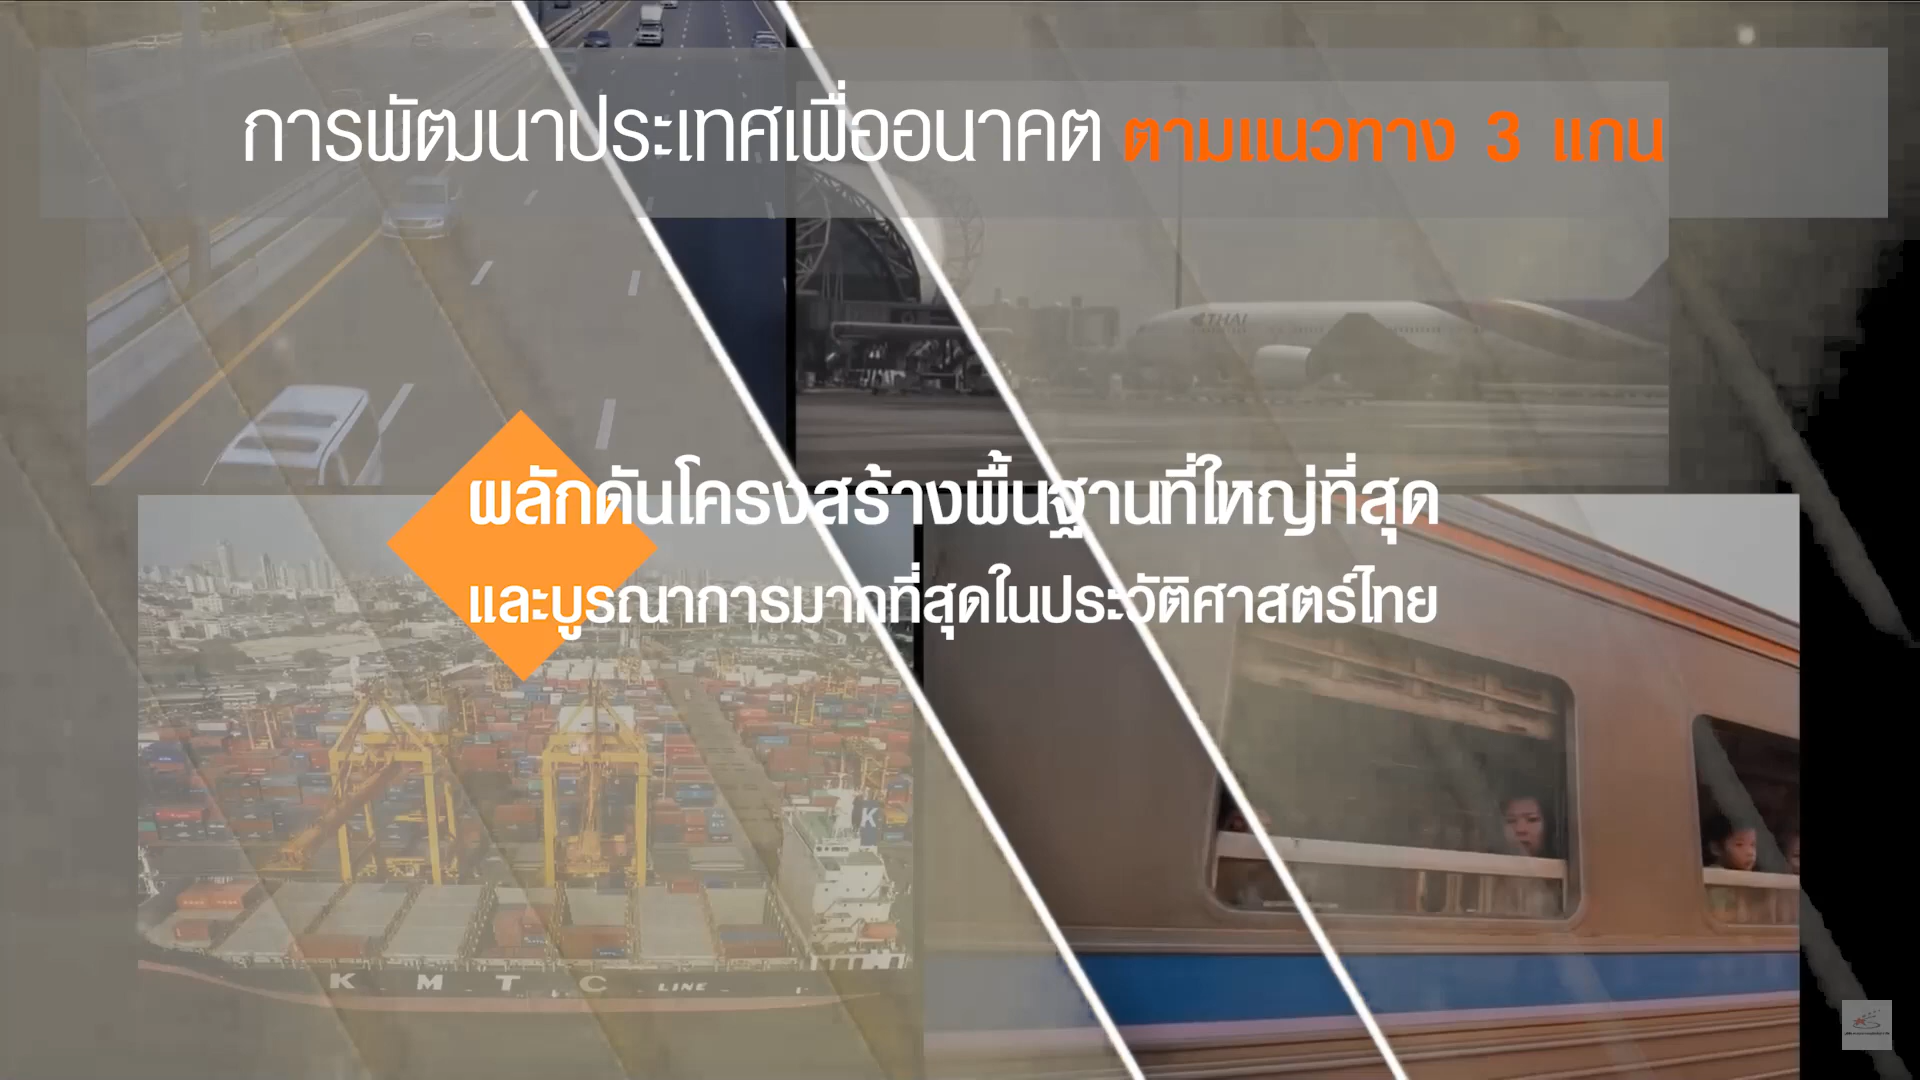 การพัฒนาประเทศเพื่ออนาคต ตามแนวทาง 3 แกน
THAI
ผลักดันโครงสร้างพื้นฐานที่ใหญ่ที่สุด
และบูรณาการมากที่สุดในประวัติศาสตร์ไทย
K
K M T C LINE